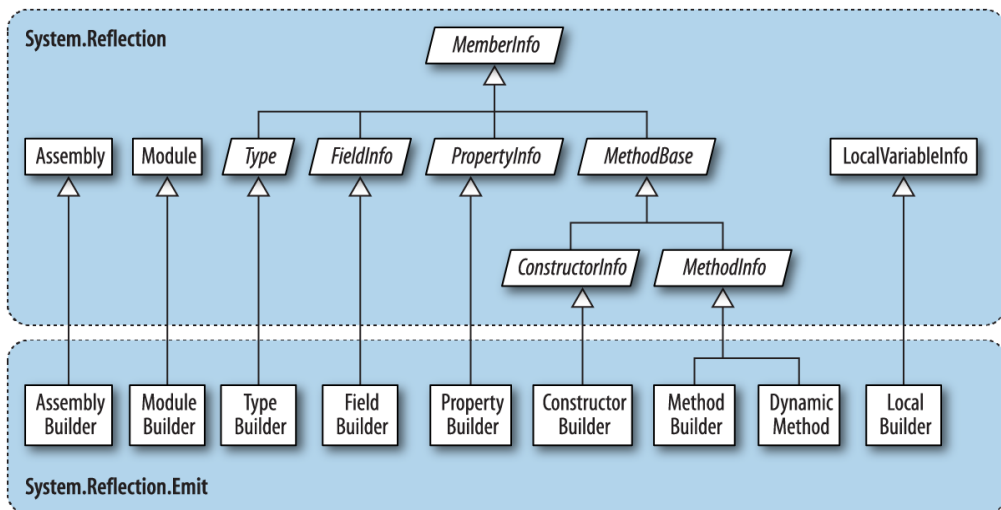 System.Reflection
MemberInfo
Assembly
Module
Type
FieldInfo
PropertyInfo
MethodBase
LocalVariableInfo
ConstructorInfo
MethodInfo
Assembly
Builder
Module
Builder
Type
Builder
Field
Builder
Property
Builder
Constructor
Builder
Method
Builder
Dynamic
Method
Local
Builder
System.Reflection.Emit